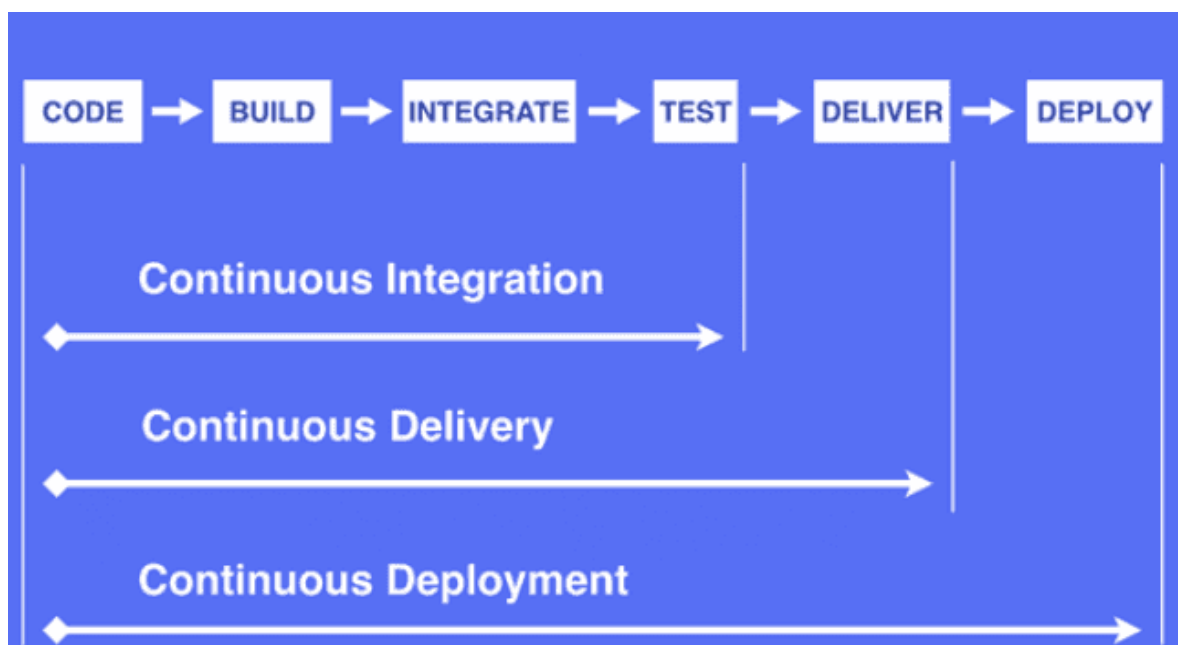 CODE BUILD INTEGRATE TEST DELIVER DEPLOY
Continuous Integration
Continuous Delivery
Continuous Deployment